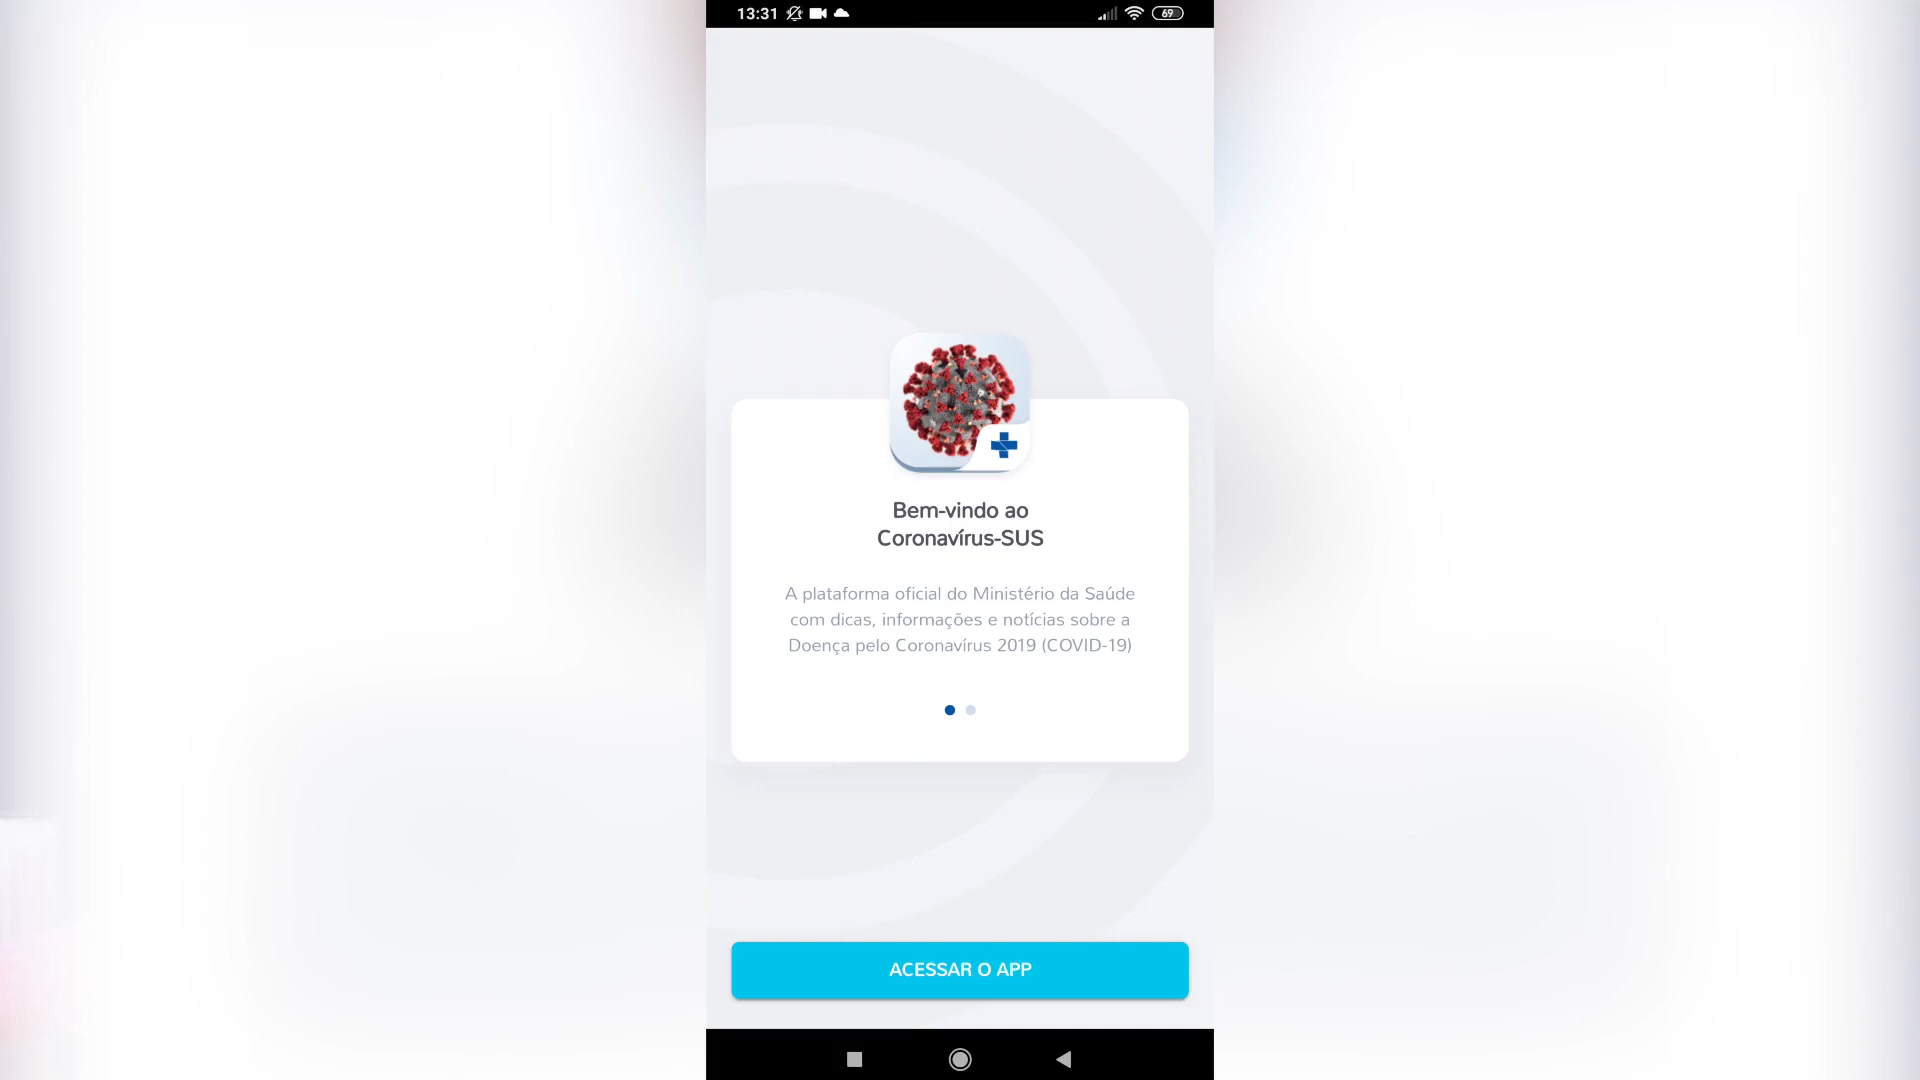 13:31
69
Bem-vindo ao
Coronavírus-SUS
A plataforma oficial do Ministério da Saúde
com dicas, informações e notícias sobre a
Doença pelo Coronavírus 2019 (COVID-19)
ACESSAR O APP